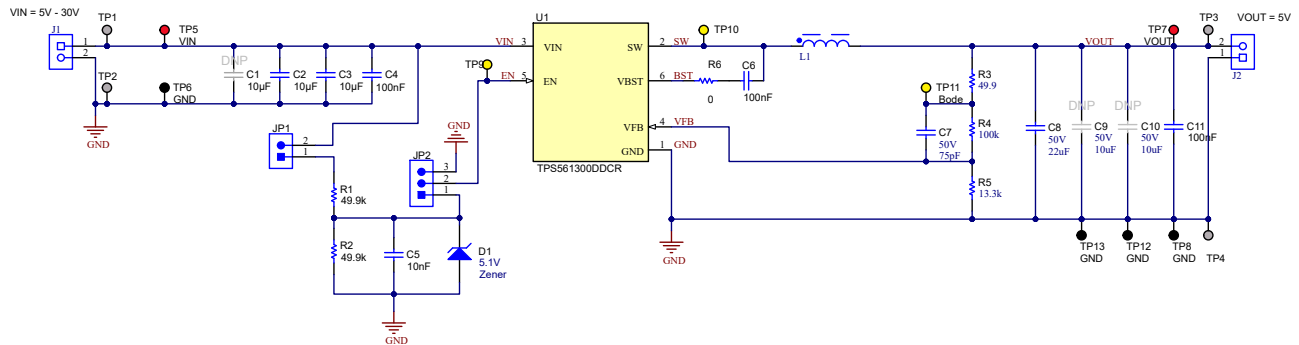 VIN = 5V - 30V
J1
1
2
TP1
TP5
VIN
TP2
TP6
GND
GND
DNP
C1
10µF
C2
10µF
C3
10µF
C4
100nF
JP1
2
1
R1
49.9k
R2
49.9k
C5
10nF
D1
5.1V
Zener
GND
JP2
3
2
1
GND
TP9
VIN
3
EN
5
U1
VIN
EN
SW
VBST
VFB
GND
TPS561300DDCR
2
SW
6
BST
4
VFB
1
GND
GND
TP10
R6
0
C6
100nF
L1
TP11
Bode
C7
50V
75pF
R3
49.9
R4
100k
R5
13.3k
C8
50V
22uF
DNP
C9
50V
10uF
DNP
C10
50V
10uF
C11
100nF
VOUT
TP7
VOUT
TP3
VOUT = 5V
2
1
J2
TP13
GND
TP12
GND
TP8
GND
TP4